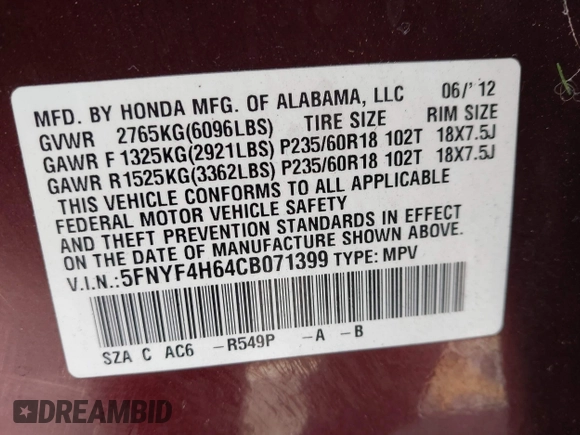 MFD. BY HONDA MFG. OF ALABAMA, LLC 06/'12
GVWR 2765KG(6096LBS) TIRE SIZE RIM SIZE
GAWR F 1325KG(2921LBS) P235/60R18 102T 18X7.5J
GAWR R 1525KG(3362LBS) P235/60R18 102T 18X7.5J
THIS VEHICLE CONFORMS TO ALL APPLICABLE
FEDERAL MOTOR VEHICLE SAFETY
AND THEFT PREVENTION STANDARDS IN EFFECT
ON THE DATE OF MANUFACTURE SHOWN ABOVE.
V.I.N.: 5FNYF4H64CB071399 TYPE: MPV
SZA C AC6 -R549P -A -B
DREAMBID